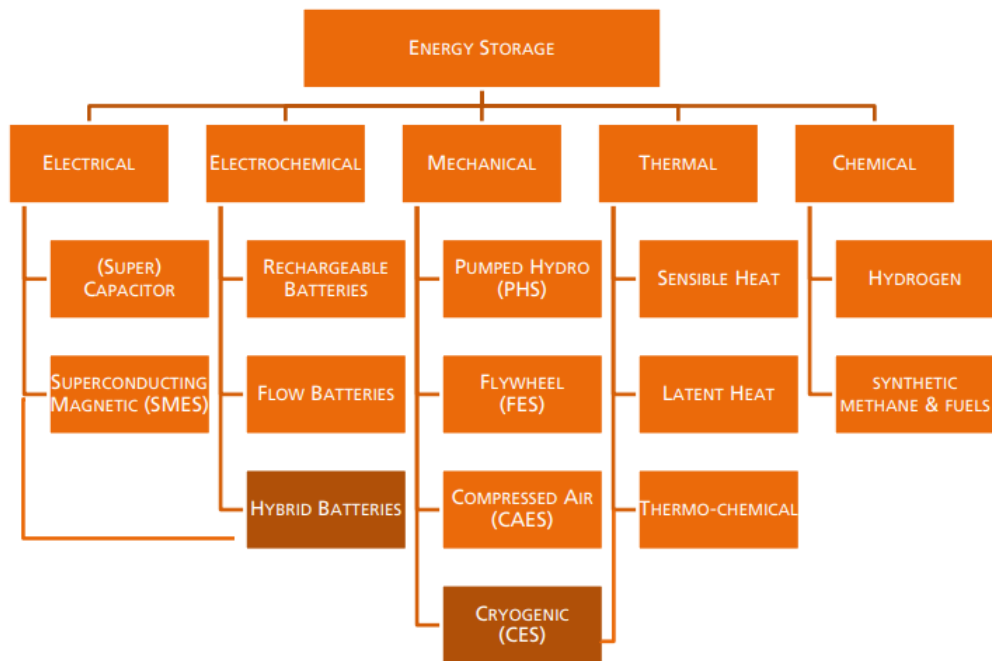 ENERGY STORAGE
ELECTRICAL
ELECTROCHEMICAL
MECHANICAL
THERMAL
CHEMICAL
(SUPER)
CAPACITOR
RECHARGEABLE
BATTERIES
PUMPED HYDRO
(PHS)
SENSIBLE HEAT
HYDROGEN
SUPERCONDUCTING
MAGNETIC (SMES)
FLOW BATTERIES
FLYWHEEL
(FES)
LATENT HEAT
SYNTHETIC
METHANE & FUELS
HYBRID BATTERIES
COMPRESSED AIR
(CAES)
THERMO-CHEMICAL
CRYOGENIC
(CES)